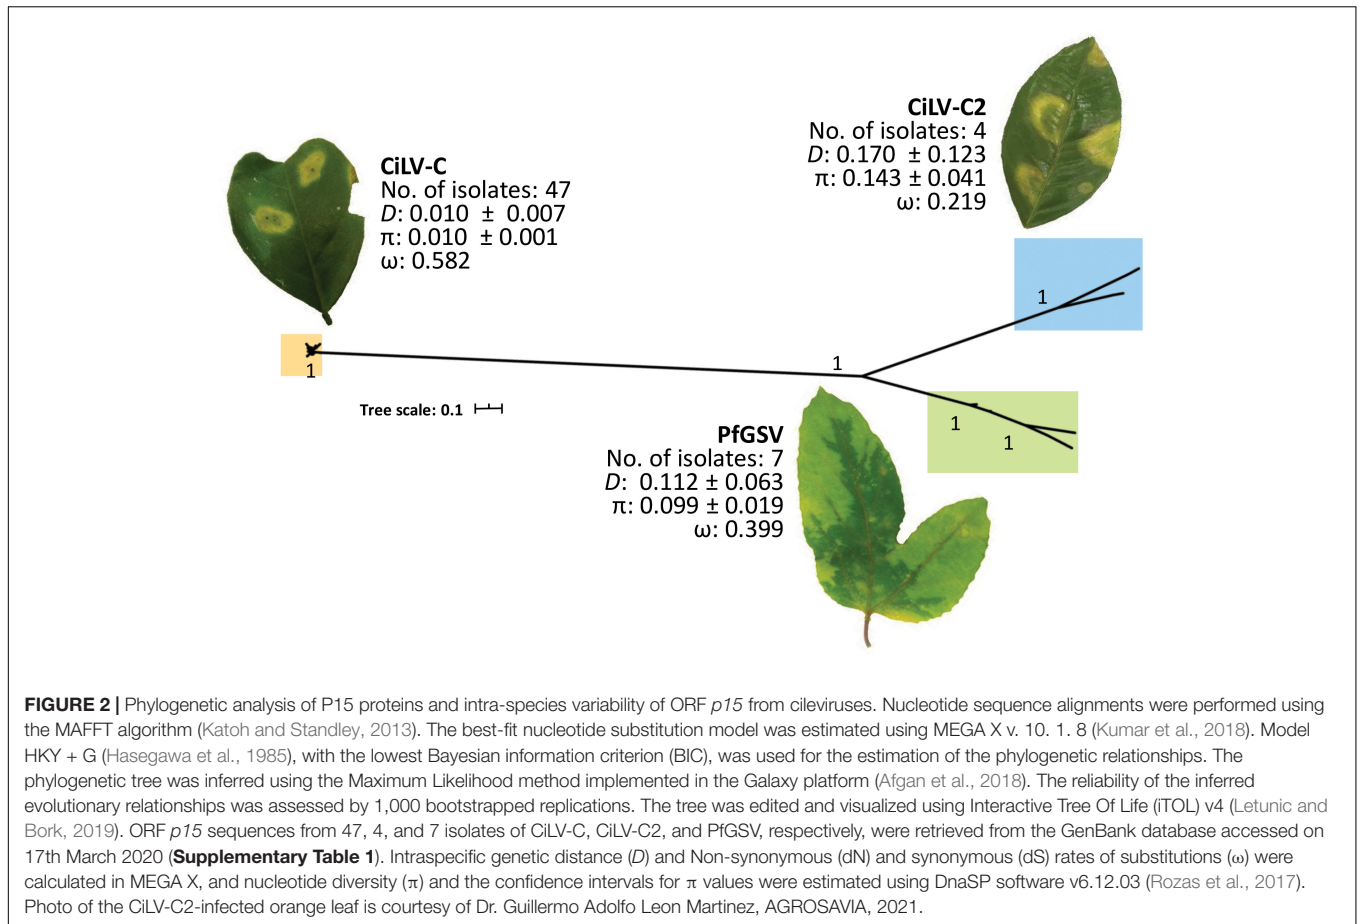 CiLV-C
No. of isolates: 47
D: 0.010 ± 0.007
π: 0.010 ± 0.001
ω: 0.582
CiLV-C2
No. of isolates: 4
D: 0.170 ± 0.123
π: 0.143 ± 0.041
ω: 0.219
1
1
1
Tree scale: 0.1
1
1
PfGSV
No. of isolates: 7
D: 0.112 ± 0.063
π: 0.099 ± 0.019
ω: 0.399
FIGURE 2 | Phylogenetic analysis of P15 proteins and intra-species variability of ORF p15 from cileviruses. Nucleotide sequence alignments were performed using
the MAFFT algorithm (Katoh and Standley, 2013). The best-fit nucleotide substitution model was estimated using MEGA X v. 10. 1. 8 (Kumar et al., 2018). Model
HKY + G (Hasegawa et al., 1985), with the lowest Bayesian information criterion (BIC), was used for the estimation of the phylogenetic relationships. The
phylogenetic tree was inferred using the Maximum Likelihood method implemented in the Galaxy platform (Afgan et al., 2018). The reliability of the inferred
evolutionary relationships was assessed by 1,000 bootstrapped replications. The tree was edited and visualized using Interactive Tree Of Life (iTOL) v4 (Letunic and
Bork, 2019). ORF p15 sequences from 47, 4, and 7 isolates of CiLV-C, CiLV-C2, and PfGSV, respectively, were retrieved from the GenBank database accessed on
17th March 2020 (Supplementary Table 1). Intraspecific genetic distance (D) and Non-synonymous (dN) and synonymous (dS) rates of substitutions (ω) were
calculated in MEGA X, and nucleotide diversity (π) and the confidence intervals for π values were estimated using DnaSP software v6.12.03 (Rozas et al., 2017).
Photo of the CiLV-C2-infected orange leaf is courtesy of Dr. Guillermo Adolfo Leon Martinez, AGROSAVIA, 2021.